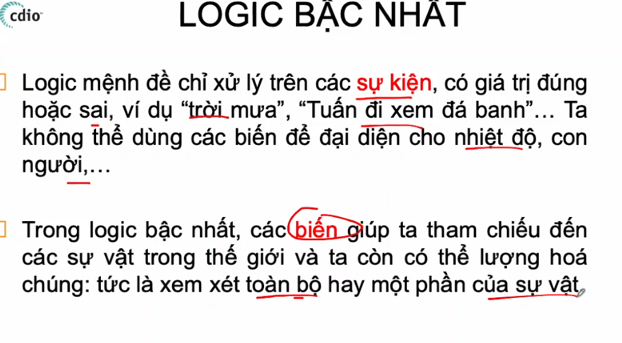 cdio
LOGIC BẬC NHẤT
Logic mệnh đề chỉ xử lý trên các sự kiện, có giá trị đúng
hoặc sai, ví dụ “trời mưa”, “Tuấn đi xem đá banh”... Ta
không thể dùng các biến để đại diện cho nhiệt độ, con
người,...
Trong logic bậc nhất, các biến giúp ta tham chiếu đến
các sự vật trong thế giới và ta còn có thể lượng hoá
chúng: tức là xem xét toàn bộ hay một phần của sự vật.